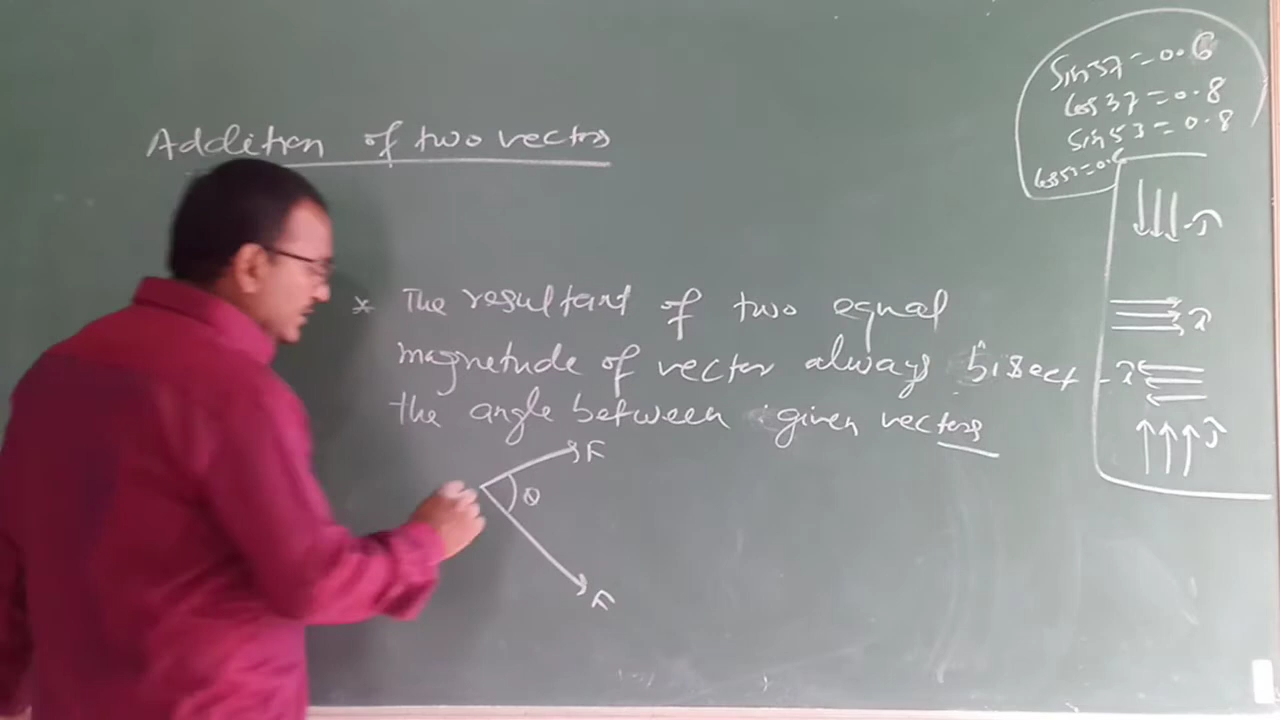 Addition of two vectors
Sin37=0.6
Cos37=0.8
Sin53=0.8
Cos53=0.6
-ĵ
* The resultant of two equal
magnetude of vector always bisect
the angle between given vectors
î
-î
ĵ
F
θ
F